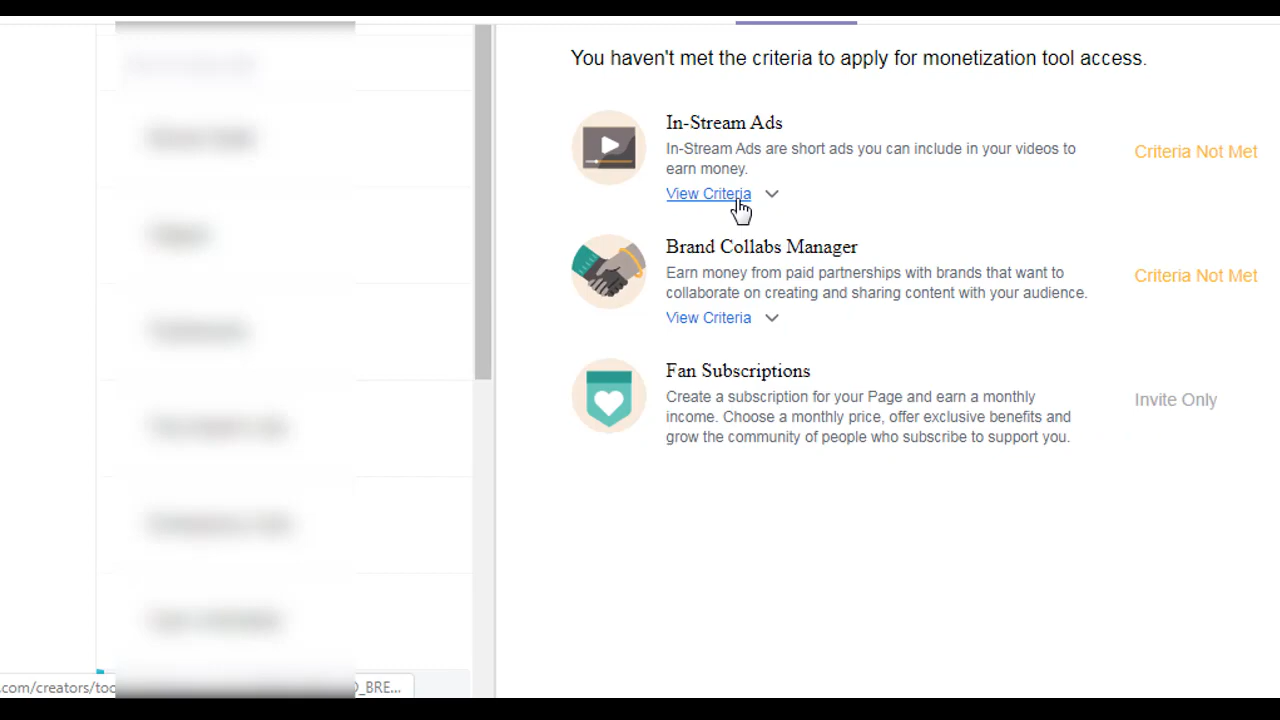 You haven't met the criteria to apply for monetization tool access.
In-Stream Ads
In-Stream Ads are short ads you can include in your videos to
earn money.
Criteria Not Met
View Criteria
Brand Collabs Manager
Earn money from paid partnerships with brands that want to
collaborate on creating and sharing content with your audience.
Criteria Not Met
View Criteria
Fan Subscriptions
Create a subscription for your Page and earn a monthly
income. Choose a monthly price, offer exclusive benefits and
grow the community of people who subscribe to support you.
Invite Only
.com/creators/too D_BRE...